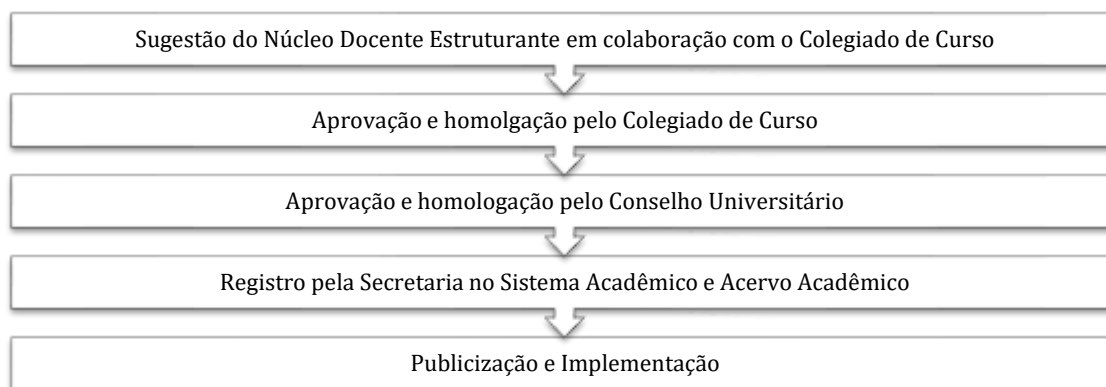 Sugestão do Núcleo Docente Estruturante em colaboração com o Colegiado de Curso
Aprovação e homolgação pelo Colegiado de Curso
Aprovação e homologação pelo Conselho Universitário
Registro pela Secretaria no Sistema Acadêmico e Acervo Acadêmico
Publicização e Implementação